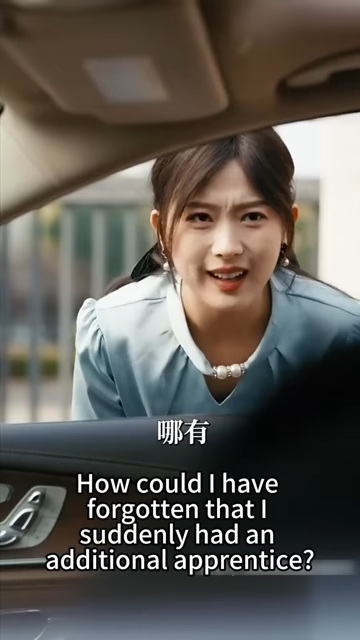 哪有
How could I have
forgotten that I
suddenly had an
additional apprentice?